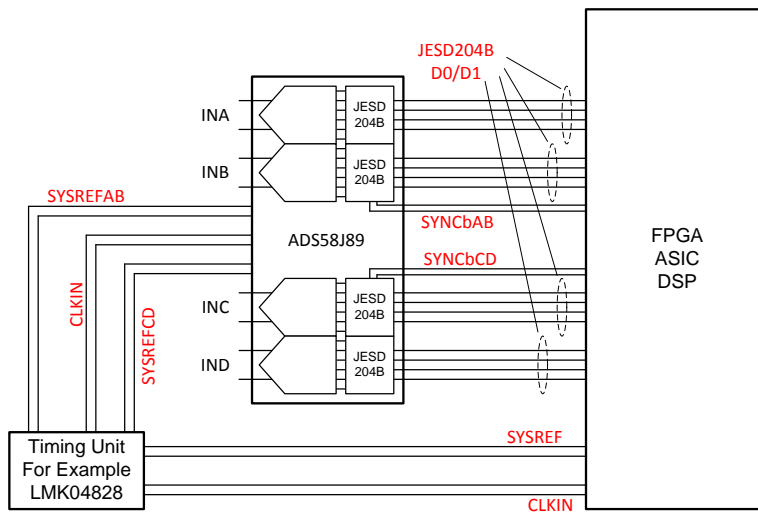 JESD204B
D0/D1
JESD
204B
INA
JESD
204B
INB
SYSREFAB
SYNCbAB
ADS58J89
FPGA
ASIC
DSP
SYNCbCD
CLKIN
SYSREFCD
JESD
204B
INC
JESD
204B
IND
Timing Unit
For Example
LMK04828
SYSREF
CLKIN